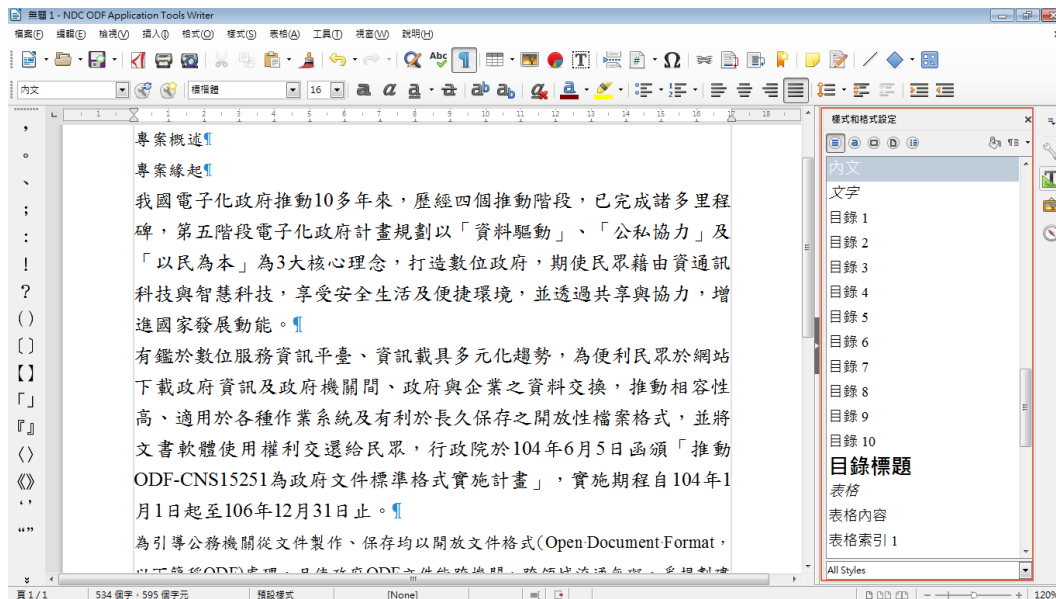 無題 1 - NDC ODF Application Tools Writer
檔案(F) 編輯(E) 檢視(V) 插入(I) 格式(O) 樣式(S) 表格(A) 工具(T) 視窗(W) 說明(H)
內文 標楷體 16
樣式和格式設定
專案概述¶
專案緣起¶
我國電子化政府推動10多年來，歷經四個推動階段，已完成諸多里程
碑，第五階段電子化政府計畫規劃以「資料驅動」、「公私協力」及
「以民為本」為3大核心理念，打造數位政府，期使民眾藉由資通訊
科技與智慧科技，享受安全生活及便捷環境，並透過共享與協力，增
進國家發展動能。¶
有鑑於數位服務資訊平臺、資訊載具多元化趨勢，為便利民眾於網站
下載政府資訊及政府機關間、政府與企業之資料交換，推動相容性
高、適用於各種作業系統及有利於長久保存之開放性檔案格式，並將
文書軟體使用權利交還給民眾，行政院於104年6月5日函頒「推動
ODF-CNS15251為政府文件標準格式實施計畫」，實施期程自104年1
月1日起至106年12月31日止。¶
為引導公務機關從文件製作、保存均以開放文件格式(Open Document Format，
內文
文字
目錄 1
目錄 2
目錄 3
目錄 4
目錄 5
目錄 6
目錄 7
目錄 8
目錄 9
目錄 10
目錄標題
表格
表格內容
表格索引 1
All Styles
頁 1 / 1 534 個字，595 個字元 預設樣式 [None] 120%